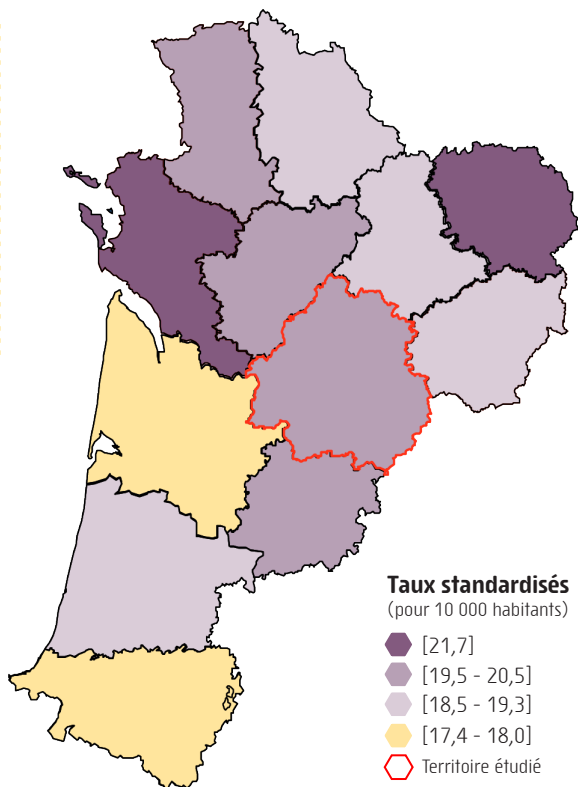 Taux standardisés
(pour 10 000 habitants)
[21,7]
[19,5 - 20,5]
[18,5 - 19,3]
[17,4 - 18,0]
Territoire étudié